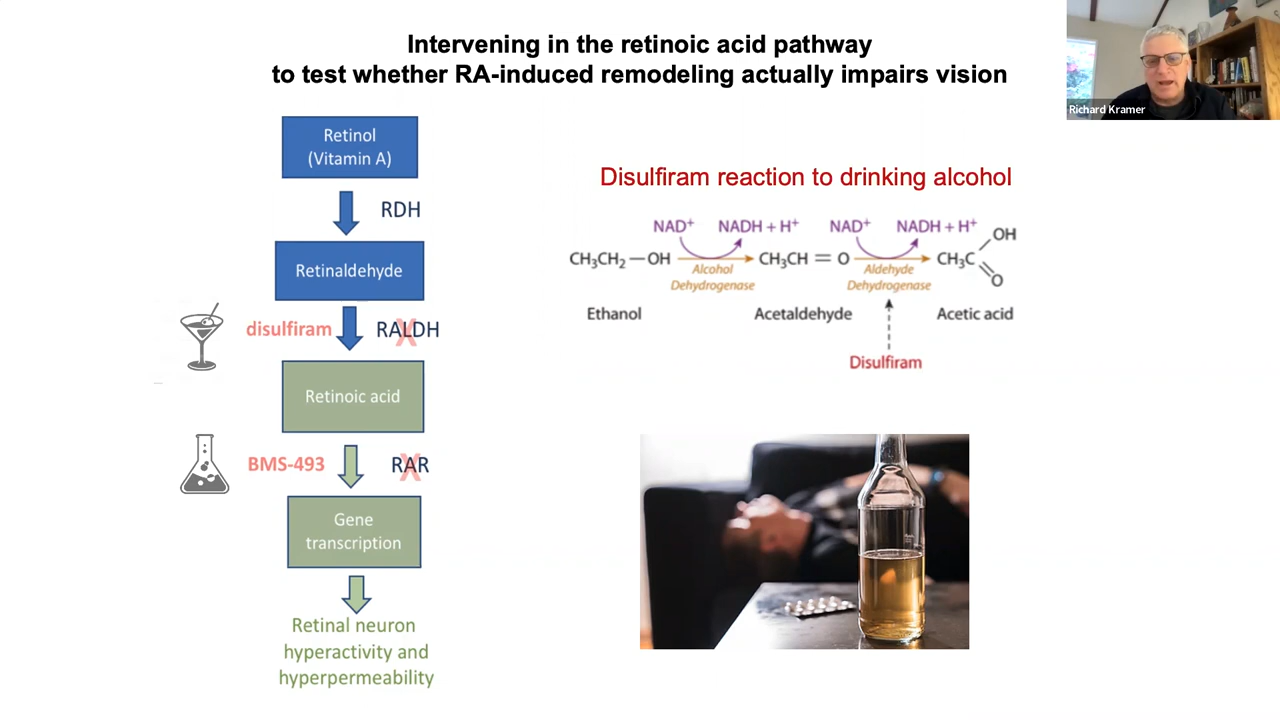 Intervening in the retinoic acid pathway
to test whether RA-induced remodeling actually impairs vision
Richard Kramer
Retinol
(Vitamin A)
RDH
Retinaldehyde
disulfiram
RALDH
X
Retinoic acid
BMS-493
RAR
X
Gene
transcription
Retinal neuron
hyperactivity and
hyperpermeability
Disulfiram reaction to drinking alcohol
NAD⁺ NADH + H⁺ NAD⁺ NADH + H⁺
OH
CH₃CH₂ — OH CH₃CH = O CH₃C
O
Alcohol
Dehydrogenase
Aldehyde
Dehydrogenase
Ethanol Acetaldehyde Acetic acid
Disulfiram